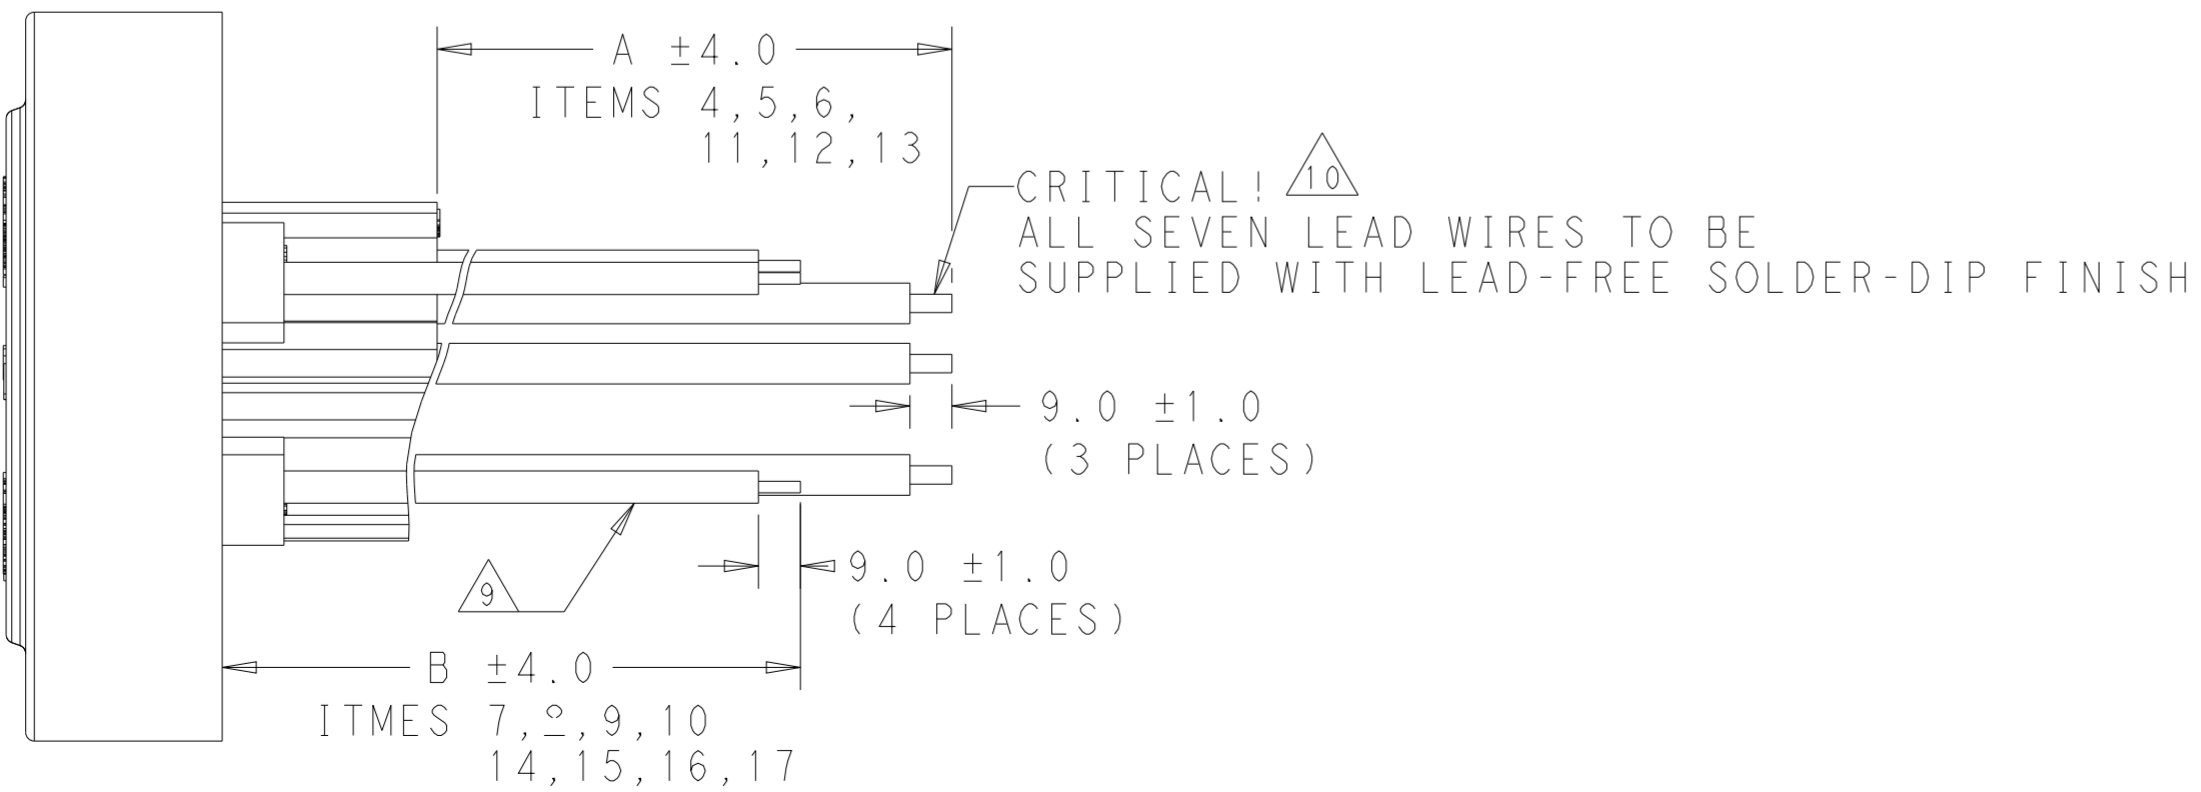 A ±4.0
ITEMS 4,5,6,
11,12,13
CRITICAL! 10
ALL SEVEN LEAD WIRES TO BE
SUPPLIED WITH LEAD-FREE SOLDER-DIP FINISH
9.0 ±1.0
(3 PLACES)
9
9.0 ±1.0
(4 PLACES)
B ±4.0
ITMES 7, ,9,10
14,15,16,17